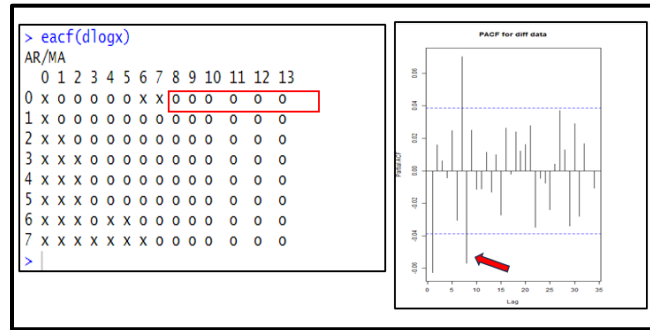 > eacf(dlogx)
AR/MA
0 1 2 3 4 5 6 7 8 9 10 11 12 13
0 x o o o o o x x o o o o o o
1 x o o o o o o o o o o o o o
2 x x o o o o o o o o o o o o
3 x x x o o o o o o o o o o o
4 x x x o o o o o o o o o o o
5 x x x o o o o o o o o o o o
6 x x x o x x o o o o o o o o
7 x x x x x x o o o o o o o o
>
PACF for diff data
Partial ACF
0.06
0.04
0.02
0.00
-0.02
-0.04
-0.06
0 5 10 15 20 25 30 35
Lag